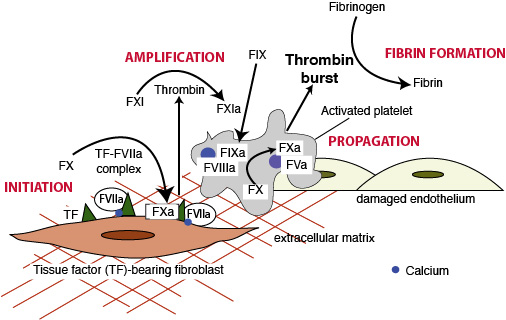 Fibrinogen
AMPLIFICATION
FIX
Thrombin
burst
FIBRIN FORMATION
Fibrin
Thrombin
FXI
FXIa
Activated platelet
PROPAGATION
FX
TF-FVIIa
complex
FIXa
FVIIIa
FXa
FVa
FX
INITIATION
FVIIa
TF
FXa
FVIIa
damaged endothelium
extracellular matrix
Tissue factor (TF)-bearing fibroblast
Calcium